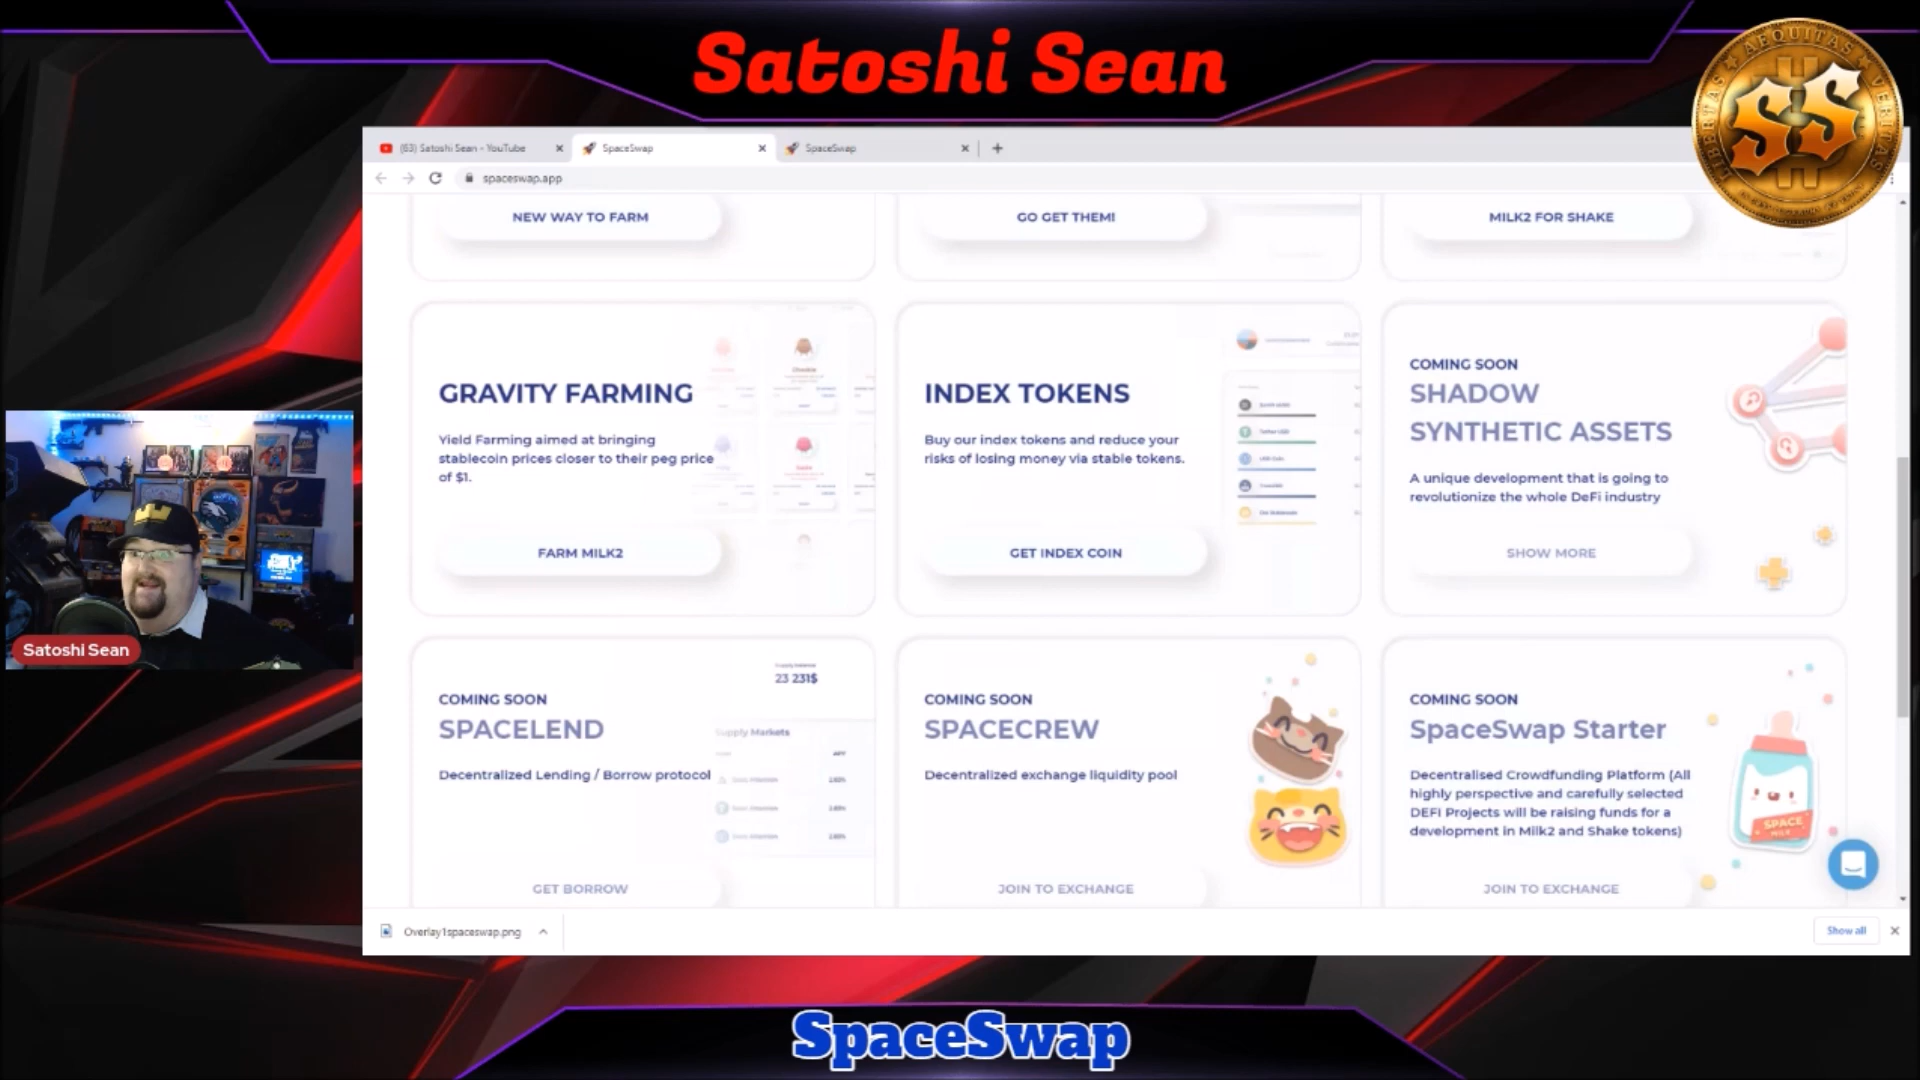 Satoshi Sean
LIBERTAS AEQUITAS VERITAS
SS
(63) Satoshi Sean - YouTube
SpaceSwap
SpaceSwap
spaceswap.app
NEW WAY TO FARM
GO GET THEM!
MILK2 FOR SHAKE
GRAVITY FARMING
Yield Farming aimed at bringing
stablecoin prices closer to their peg price
of $1.
FARM MILK2
INDEX TOKENS
Buy our index tokens and reduce your
risks of losing money via stable tokens.
GET INDEX COIN
COMING SOON
SHADOW
SYNTHETIC ASSETS
A unique development that is going to
revolutionize the whole DeFi industry
SHOW MORE
Satoshi Sean
COMING SOON
SPACELEND
Decentralized Lending / Borrow protocol
23 231$
Supply Markets
GET BORROW
COMING SOON
SPACECREW
Decentralized exchange liquidity pool
JOIN TO EXCHANGE
COMING SOON
SpaceSwap Starter
Decentralised Crowdfunding Platform (All
highly perspective and carefully selected
DEFI Projects will be raising funds for a
development in Milk2 and Shake tokens)
SPACE
MILK
JOIN TO EXCHANGE
Overlay1spaceswap.png
Show all
SpaceSwap